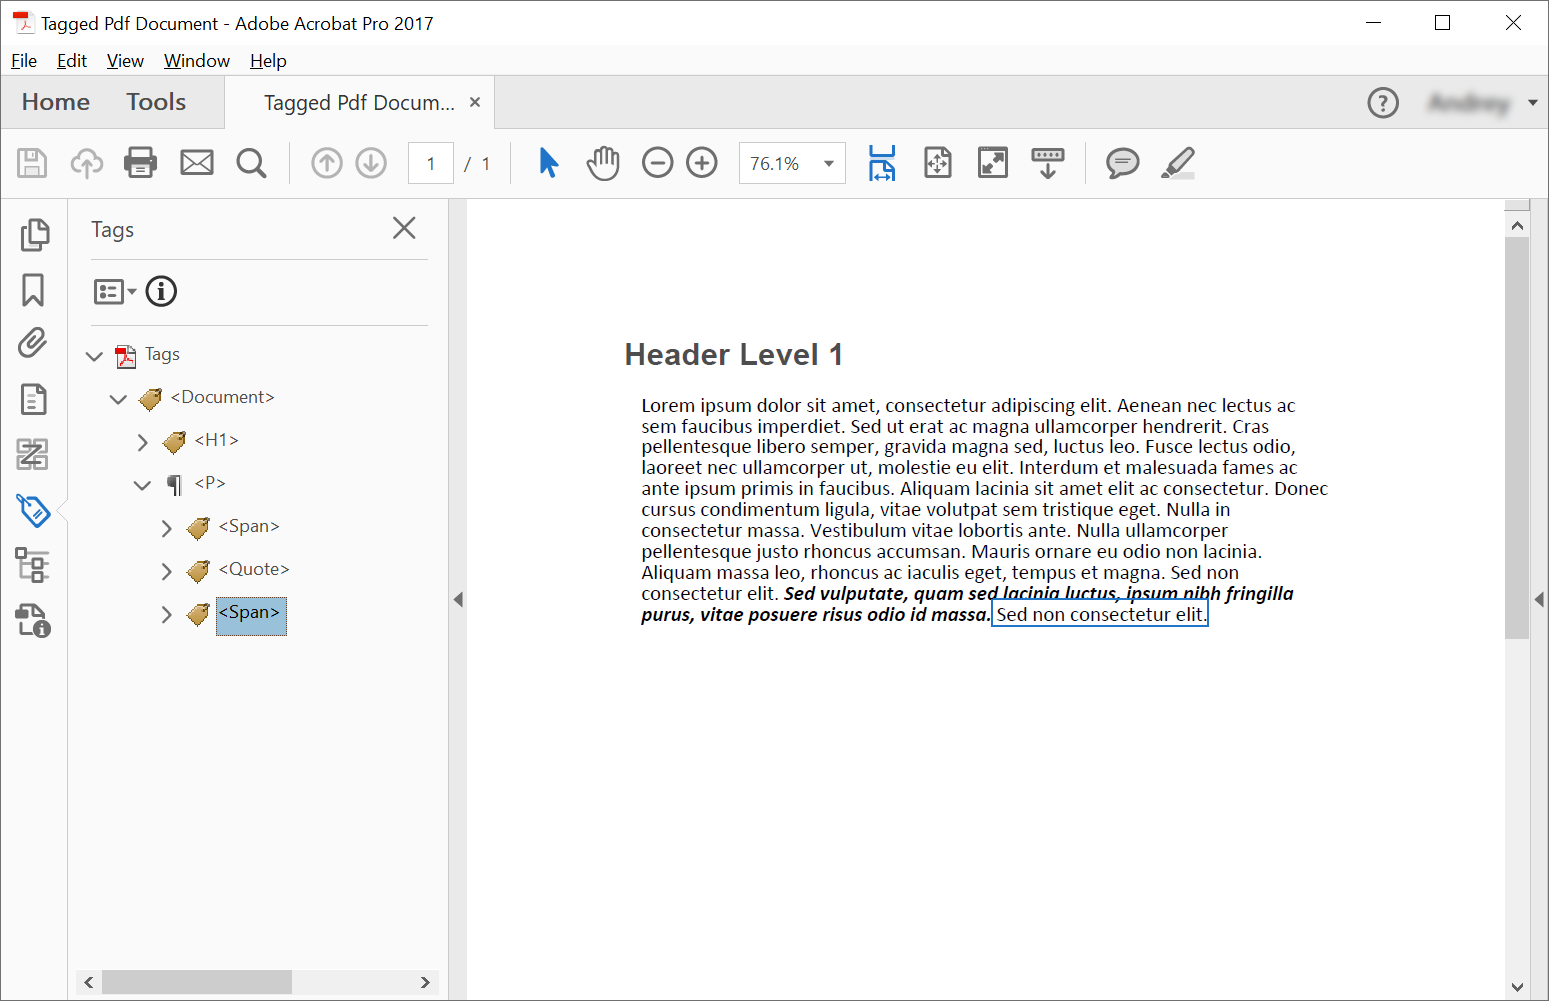 Tagged Pdf Document - Adobe Acrobat Pro 2017
File Edit View Window Help
Home Tools Tagged Pdf Docum...
1 / 1 76.1%
Tags
Tags
<Document>
<H1>
<P>
<Span>
<Quote>
<Span>
Header Level 1
Lorem ipsum dolor sit amet, consectetur adipiscing elit. Aenean nec lectus ac
sem faucibus imperdiet. Sed ut erat ac magna ullamcorper hendrerit. Cras
pellentesque libero semper, gravida magna sed, luctus leo. Fusce lectus odio,
laoreet nec ullamcorper ut, molestie eu elit. Interdum et malesuada fames ac
ante ipsum primis in faucibus. Aliquam lacinia sit amet elit ac consectetur. Donec
cursus condimentum ligula, vitae volutpat sem tristique eget. Nulla in
consectetur massa. Vestibulum vitae lobortis ante. Nulla ullamcorper
pellentesque justo rhoncus accumsan. Mauris ornare eu odio non lacinia.
Aliquam massa leo, rhoncus ac iaculis eget, tempus et magna. Sed non
consectetur elit. Sed vulputate, quam sed lacinia luctus, ipsum nibh fringilla
purus, vitae posuere risus odio id massa. Sed non consectetur elit.